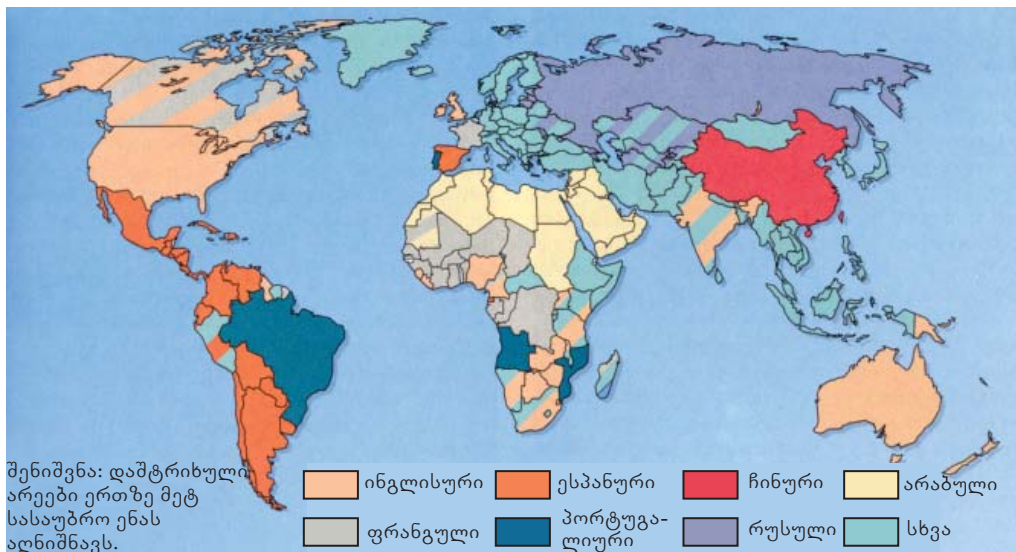 შენიშვნა: დაშტრიხული
არეები ერთზე მეტ
სასაუბრო ენას
აღნიშნავს.
ინგლისური
ესპანური
ჩინური
არაბული
ფრანგული
პორტუგა-
ლიური
რუსული
სხვა